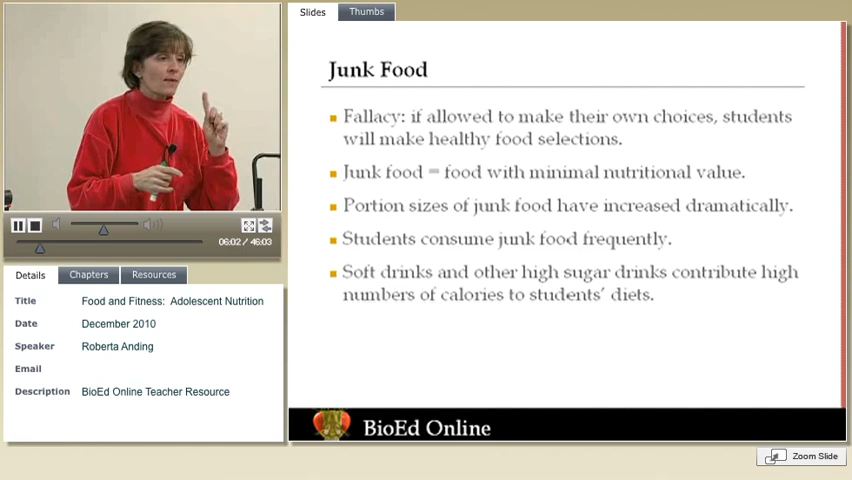 Slides
Thumbs
Junk Food
Fallacy: if allowed to make their own choices, students
will make healthy food selections.
Junk food = food with minimal nutritional value.
Portion sizes of junk food have increased dramatically.
Students consume junk food frequently.
Soft drinks and other high sugar drinks contribute high
numbers of calories to students' diets.
BioEd Online
Zoom Slide
06:02 / 46:03
Details
Chapters
Resources
Title Food and Fitness: Adolescent Nutrition
Date December 2010
Speaker Roberta Anding
Email
Description BioEd Online Teacher Resource